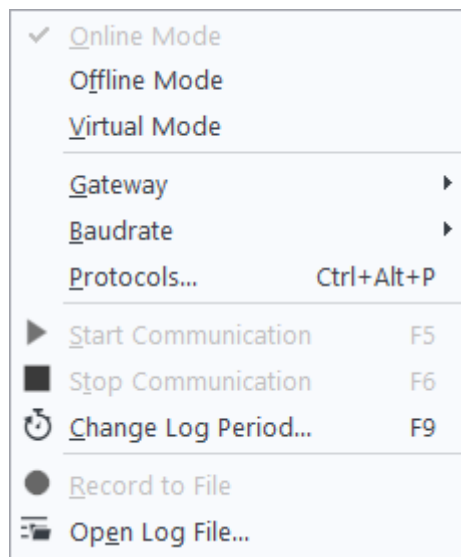 Online Mode
Offline Mode
Virtual Mode
Gateway
Baudrate
Protocols... Ctrl+Alt+P
Start Communication F5
Stop Communication F6
Change Log Period... F9
Record to File
Open Log File...